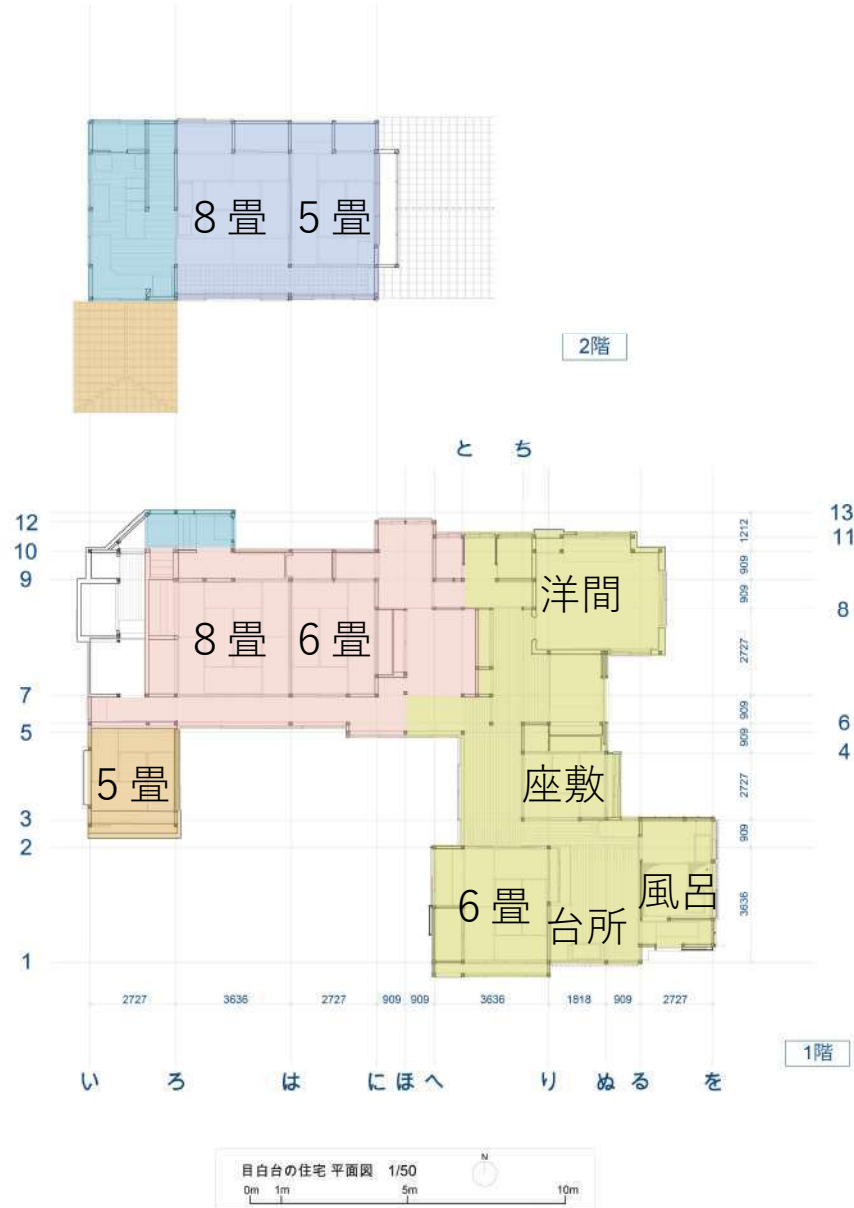 8畳 5畳
2階
と ち
12
10
9
7
5
3
2
1
13
11
8
6
4
1212
909
909
2727
909
909
2727
909
3636
洋間
8畳 6畳
5畳
座敷
6畳
台所
風呂
2727 3636 2727 909 909 3636 1818 909 2727
1階
い ろ は に ほ へ り ぬ る を
目白台の住宅 平面図 1/50
N
0m 1m 5m 10m